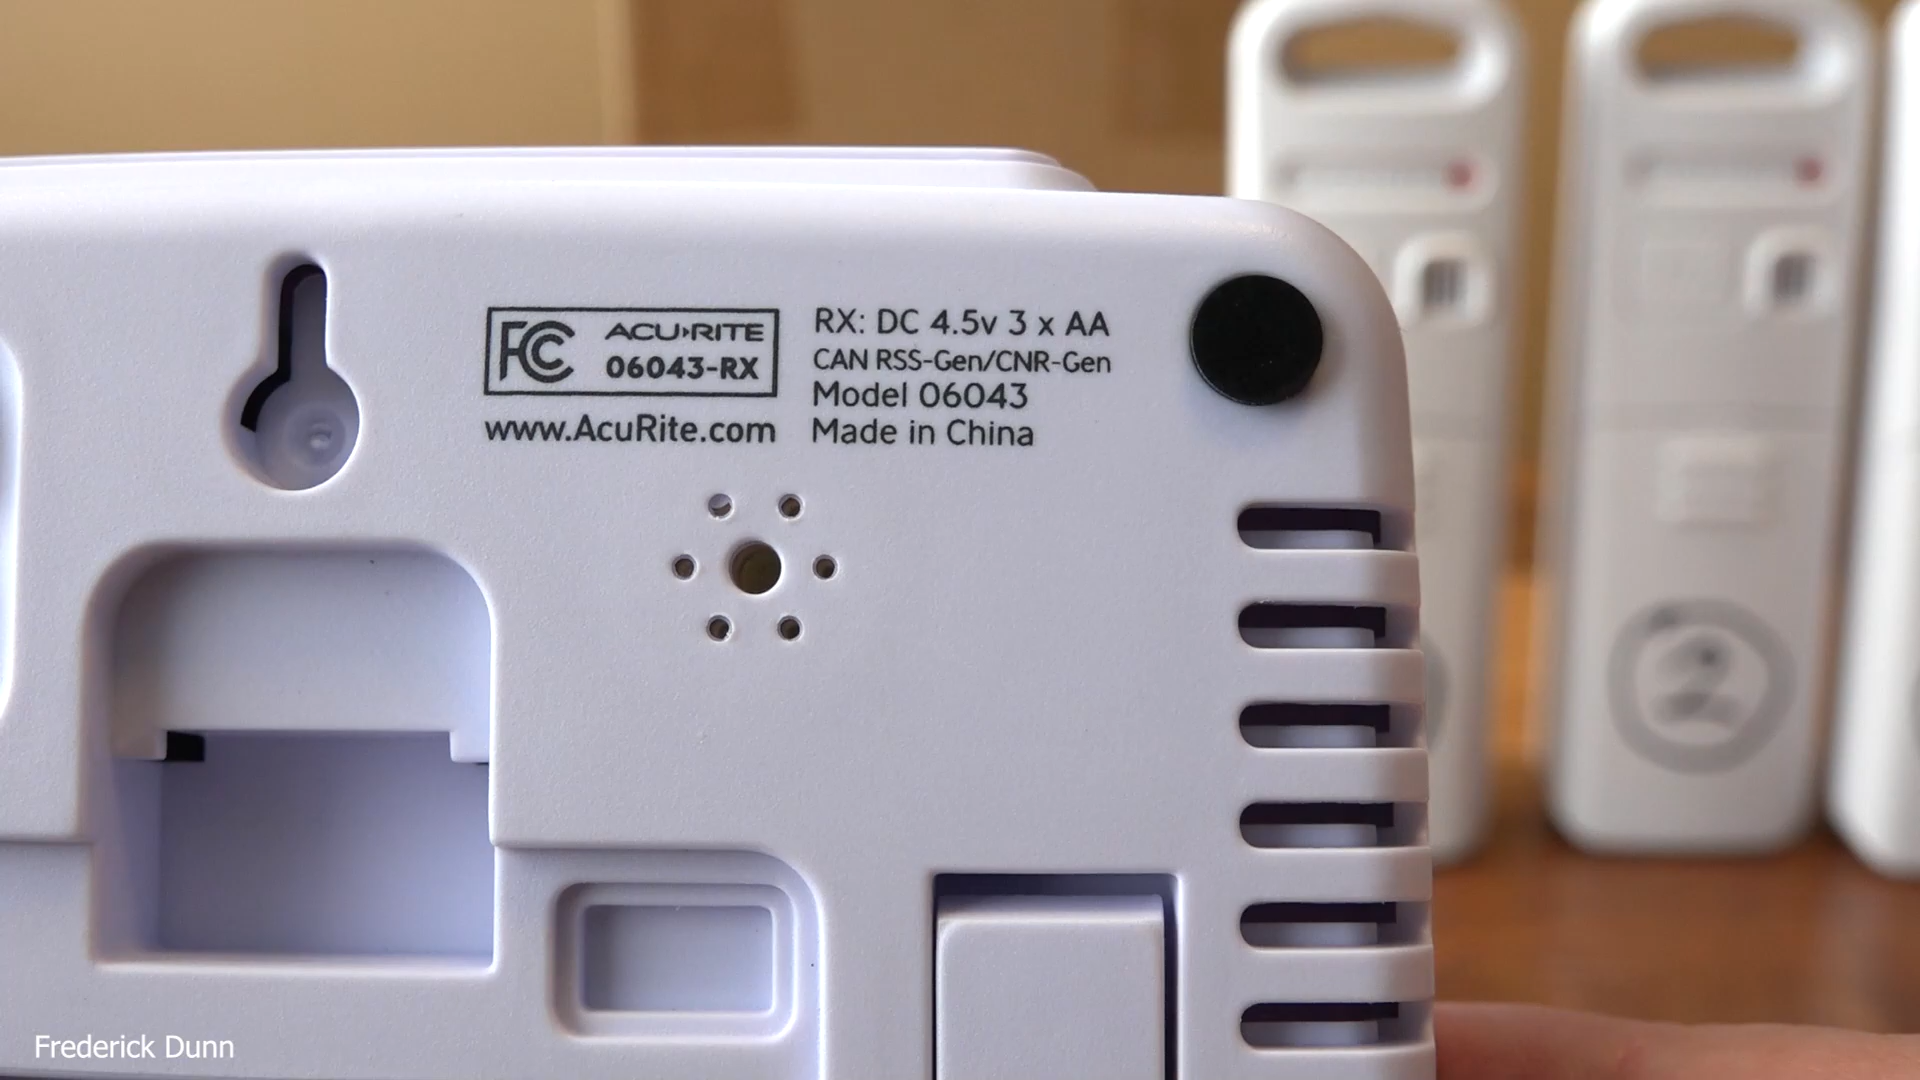 FC ACU›RITE
06043-RX
www.AcuRite.com
RX: DC 4.5v 3 x AA
CAN RSS-Gen/CNR-Gen
Model 06043
Made in China
2
Frederick Dunn